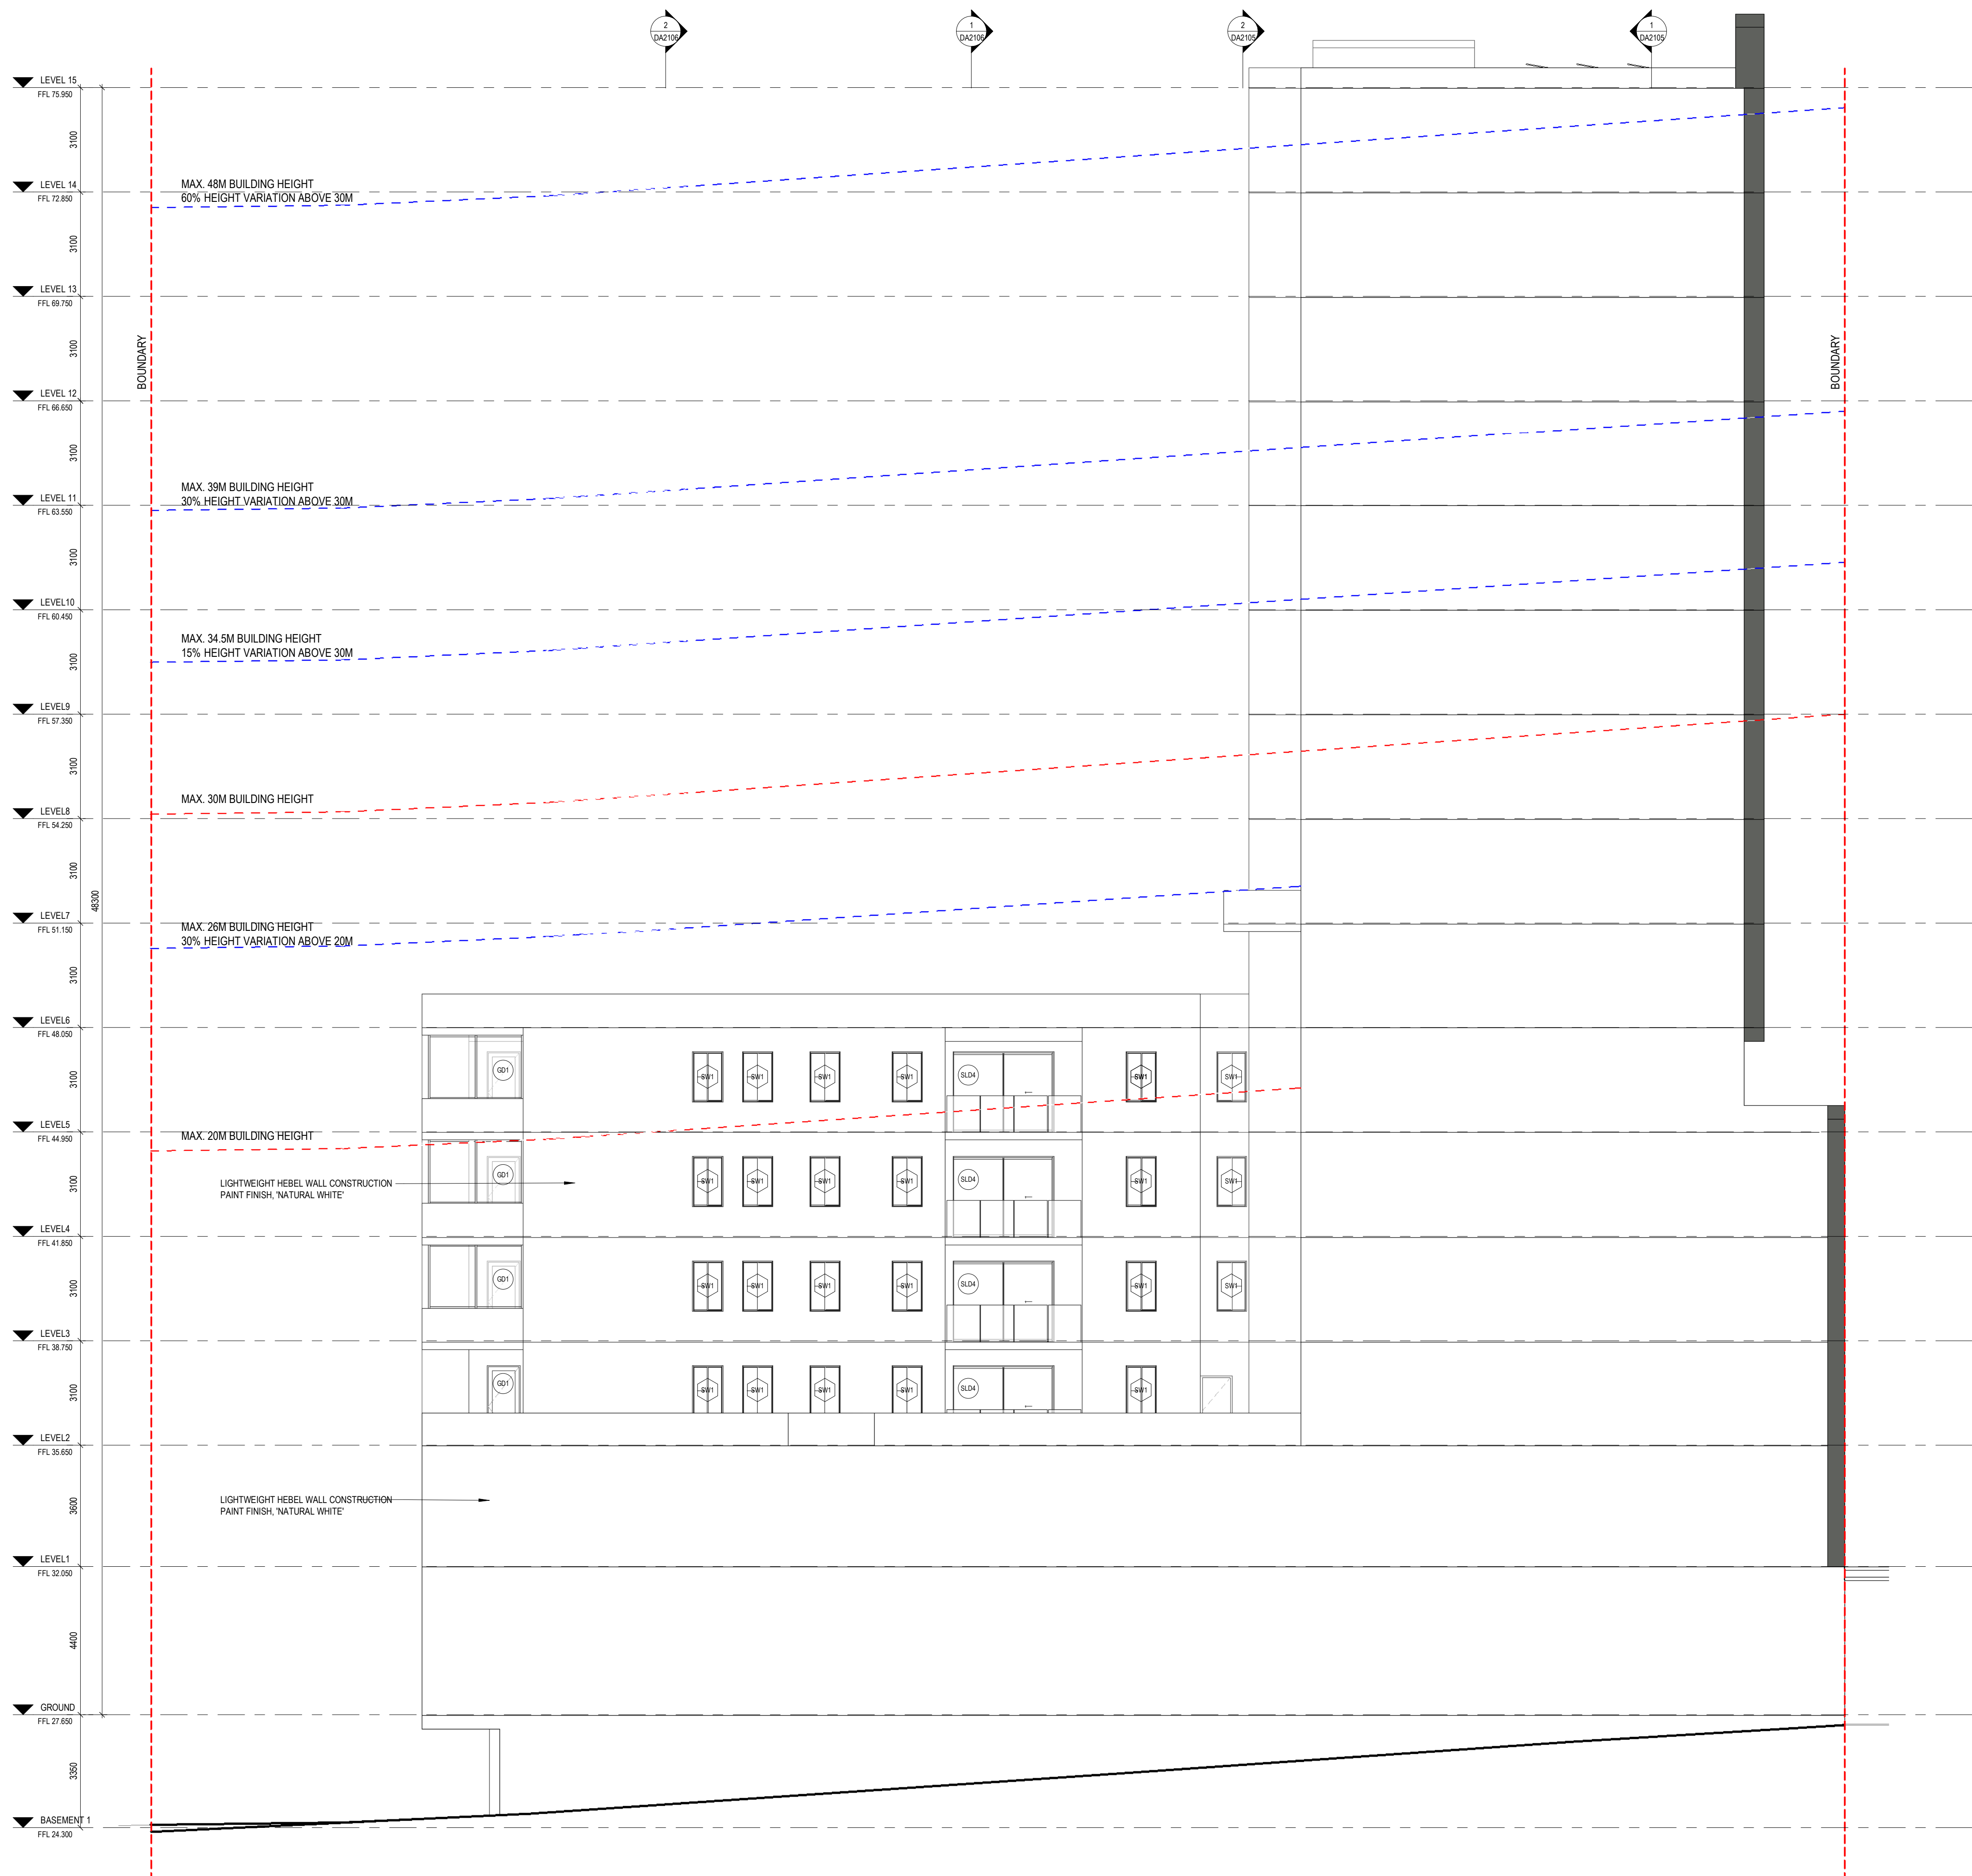 2
DA2106
1
DA2106
2
DA2105
1
DA2105
LEVEL 15
FFL 75.950
3100
LEVEL 14
FFL 72.850
MAX. 48M BUILDING HEIGHT
60% HEIGHT VARIATION ABOVE 30M
3100
LEVEL 13
FFL 69.750
3100
BOUNDARY
BOUNDARY
LEVEL 12
FFL 66.650
3100
MAX. 39M BUILDING HEIGHT
30% HEIGHT VARIATION ABOVE 30M
LEVEL 11
FFL 63.550
3100
LEVEL10
FFL 60.450
MAX. 34.5M BUILDING HEIGHT
15% HEIGHT VARIATION ABOVE 30M
3100
LEVEL9
FFL 57.350
3100
MAX. 30M BUILDING HEIGHT
LEVEL8
FFL 54.250
3100
48300
LEVEL7
FFL 51.150
MAX. 26M BUILDING HEIGHT
30% HEIGHT VARIATION ABOVE 20M
3100
LEVEL6
FFL 48.050
3100
GD1
SW1
SW1
SW1
SW1
SLD4
SW1
SW1
LEVEL5
FFL 44.950
MAX. 20M BUILDING HEIGHT
3100
LIGHTWEIGHT HEBEL WALL CONSTRUCTION
PAINT FINISH, 'NATURAL WHITE'
GD1
SW1
SW1
SW1
SW1
SLD4
SW1
SW1
LEVEL4
FFL 41.850
3100
GD1
SW1
SW1
SW1
SW1
SLD4
SW1
SW1
LEVEL3
FFL 38.750
3100
GD1
SW1
SW1
SW1
SW1
SLD4
SW1
LEVEL2
FFL 35.650
3600
LIGHTWEIGHT HEBEL WALL CONSTRUCTION
PAINT FINISH, 'NATURAL WHITE'
LEVEL1
FFL 32.050
4400
GROUND
FFL 27.650
3350
BASEMENT 1
FFL 24.300